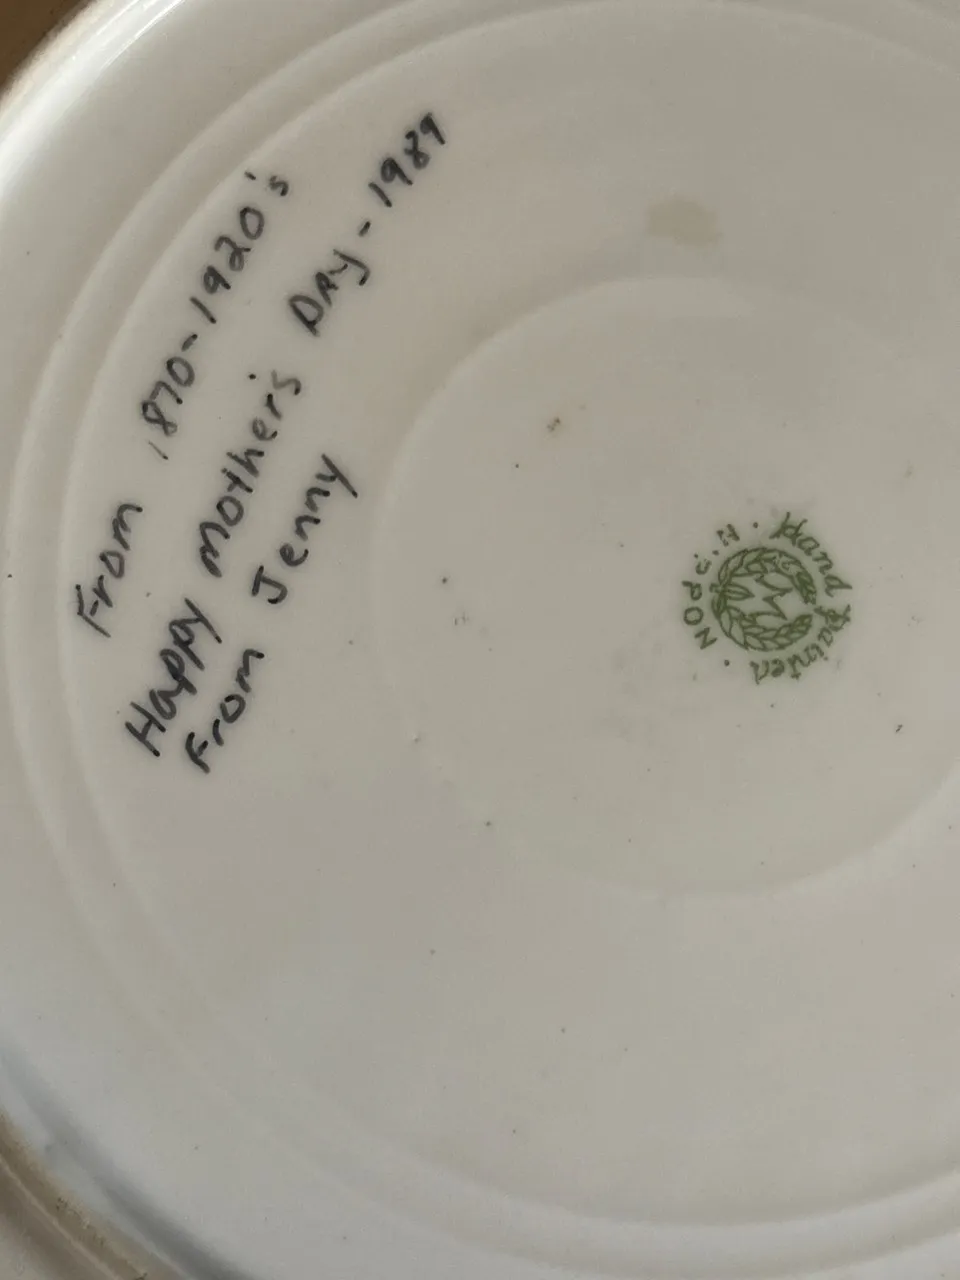 From 1870-1920's
Happy Mother's Day - 1989
From Jenny
Hand Painted
NIPPON
M